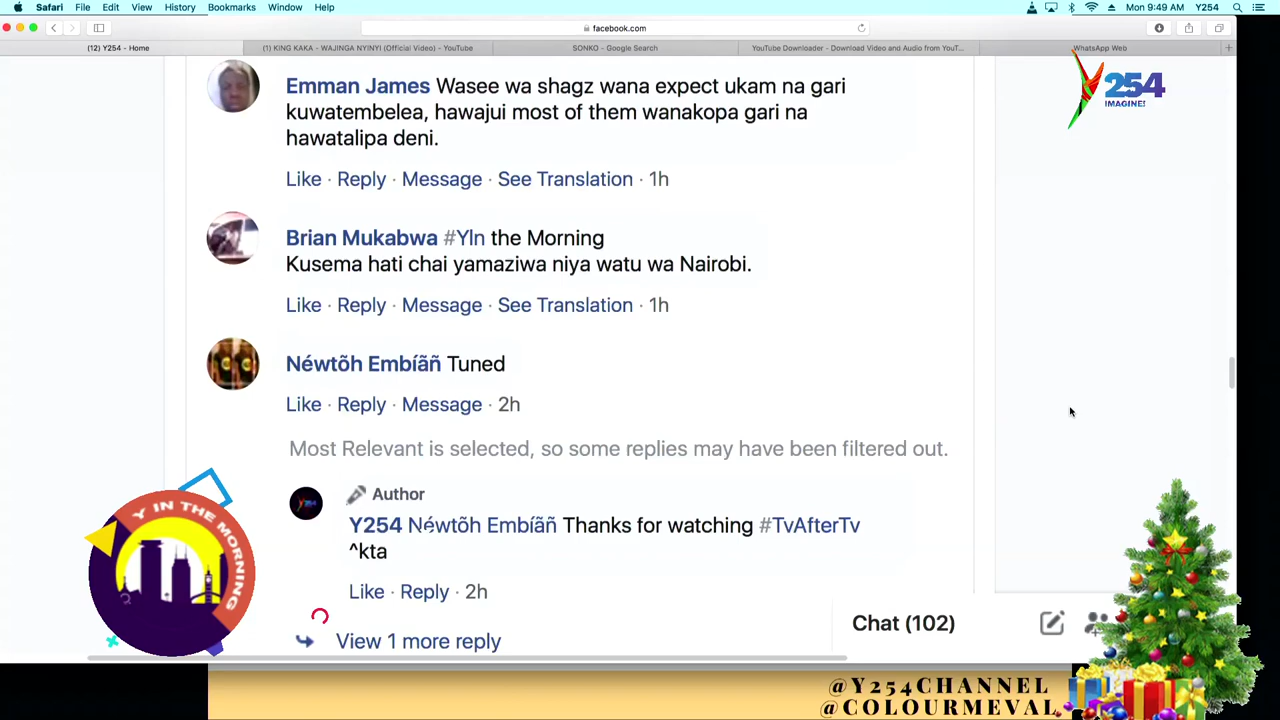 Safari File Edit View History Bookmarks Window Help
Mon 9:49 AM Y254
facebook.com
(12) Y254 - Home
(1) KING KAKA - WAJINGA NYINYI (Official Video) - YouTube
SONKO - Google Search
YouTube Downloader - Download Video and Audio from YouT...
WhatsApp Web
Y254
IMAGINE!
Emman James Wasee wa shagz wana expect ukam na gari
kuwatembelea, hawajui most of them wanakopa gari na
hawatalipa deni.
Like · Reply · Message · See Translation · 1h
Brian Mukabwa #YIn the Morning
Kusema hati chai yamaziwa niya watu wa Nairobi.
Like · Reply · Message · See Translation · 1h
Néwtõh Embíãñ Tuned
Like · Reply · Message · 2h
Most Relevant is selected, so some replies may have been filtered out.
Author
Y254 Néwtõh Embíãñ Thanks for watching #TvAfterTv
^kta
Like · Reply · 2h
View 1 more reply
Chat (102)
Y IN THE MORNING
@Y254CHANNEL
@COLOURMEVAL